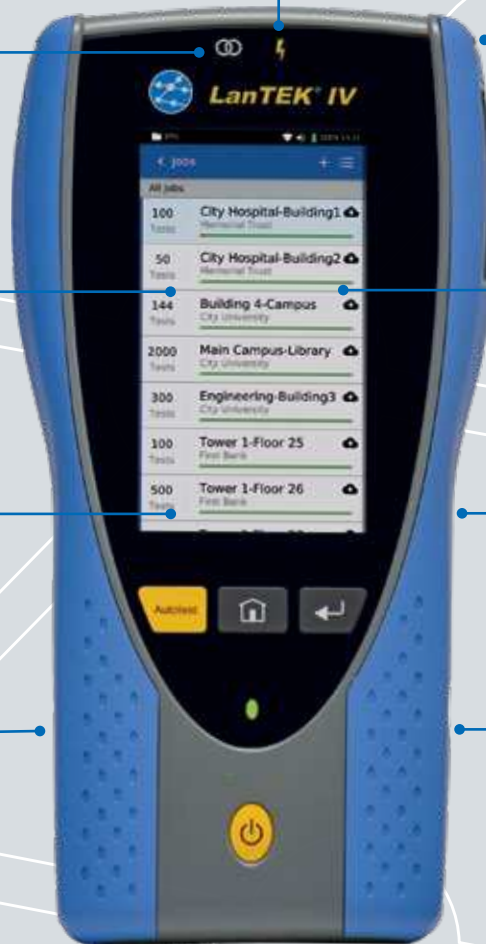 LanTEK® IV
Jobs
All jobs
100 City Hospital-Building1
Tests Memorial Trust
50 City Hospital-Building2
Tests Memorial Trust
144 Building 4-Campus
Tests City University
2000 Main Campus-Library
Tests City University
300 Engineering-Building3
Tests City University
100 Tower 1-Floor 25
Tests First Bank
500 Tower 1-Floor 26
Tests First Bank
Autotest